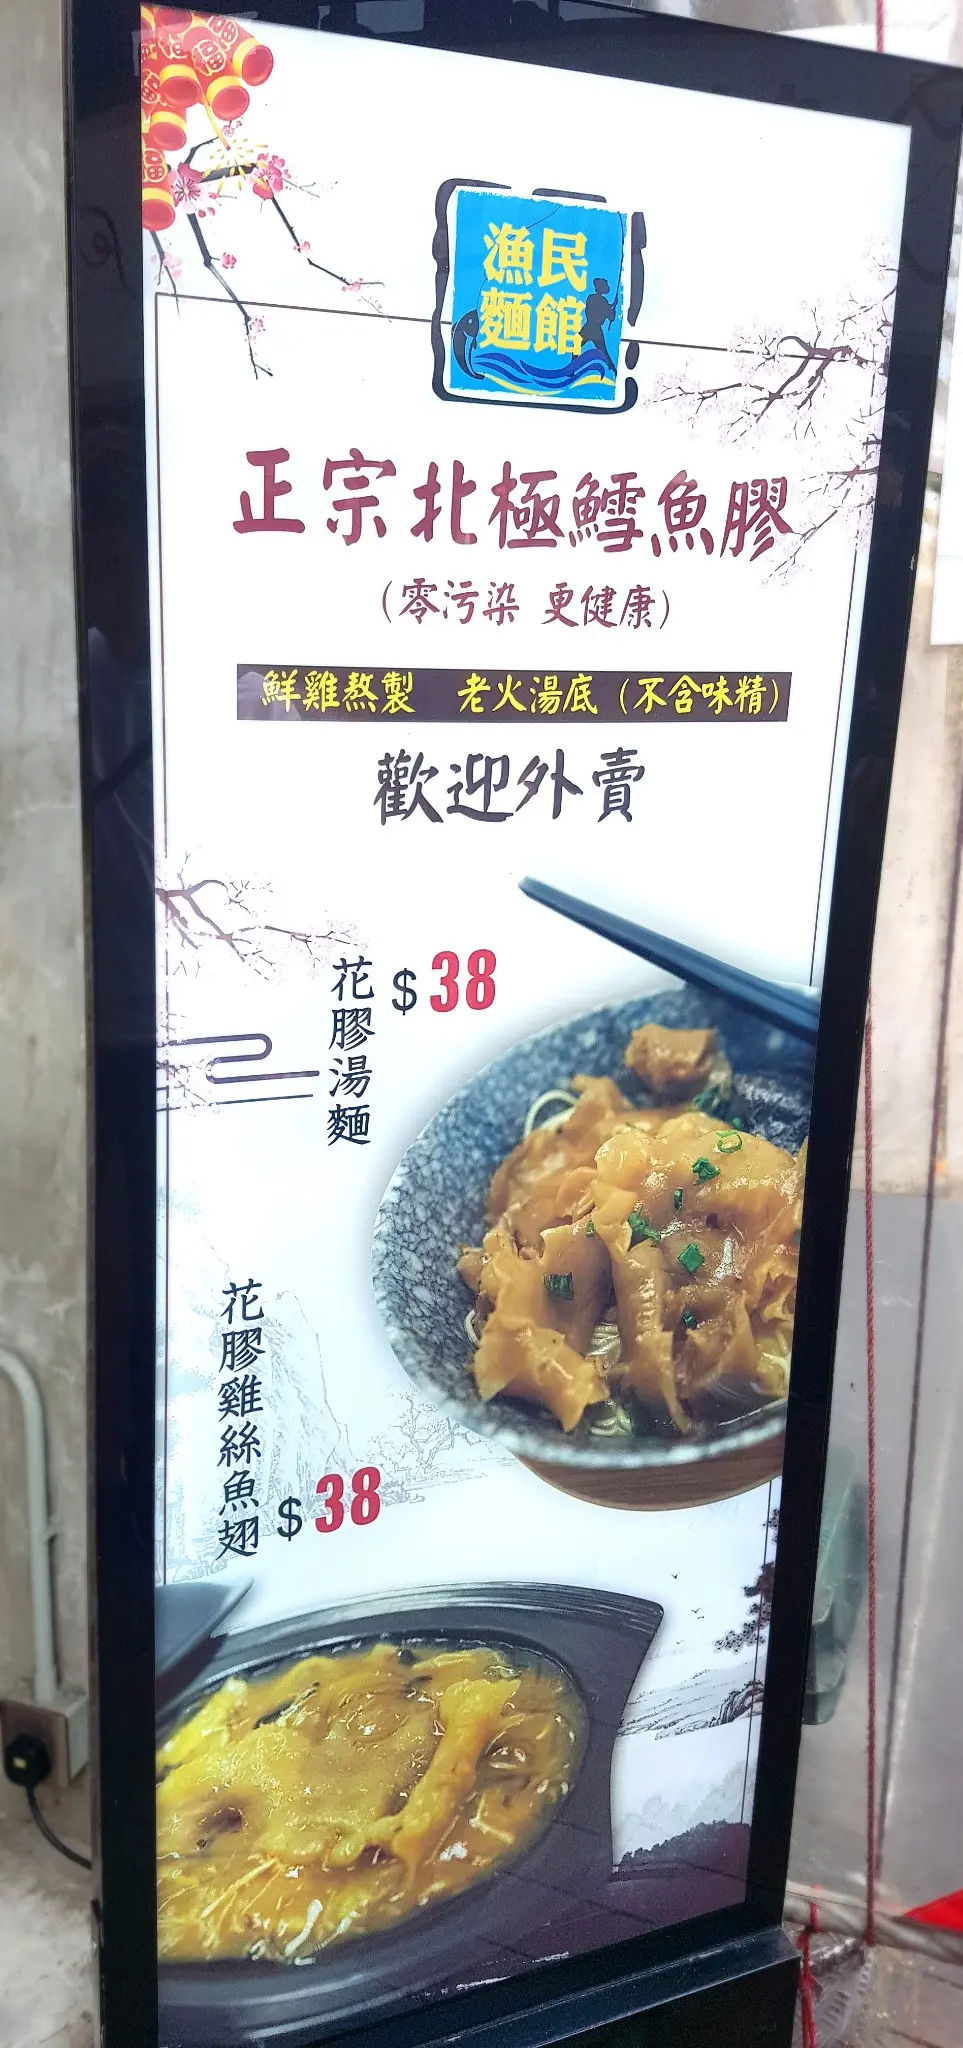 漁民
麵館
正宗北極鱈魚膠
（零污染 更健康）
鮮雞熬製 老火湯底（不含味精）
歡迎外賣
花膠湯麵
$38
花膠雞絲魚翅
$38